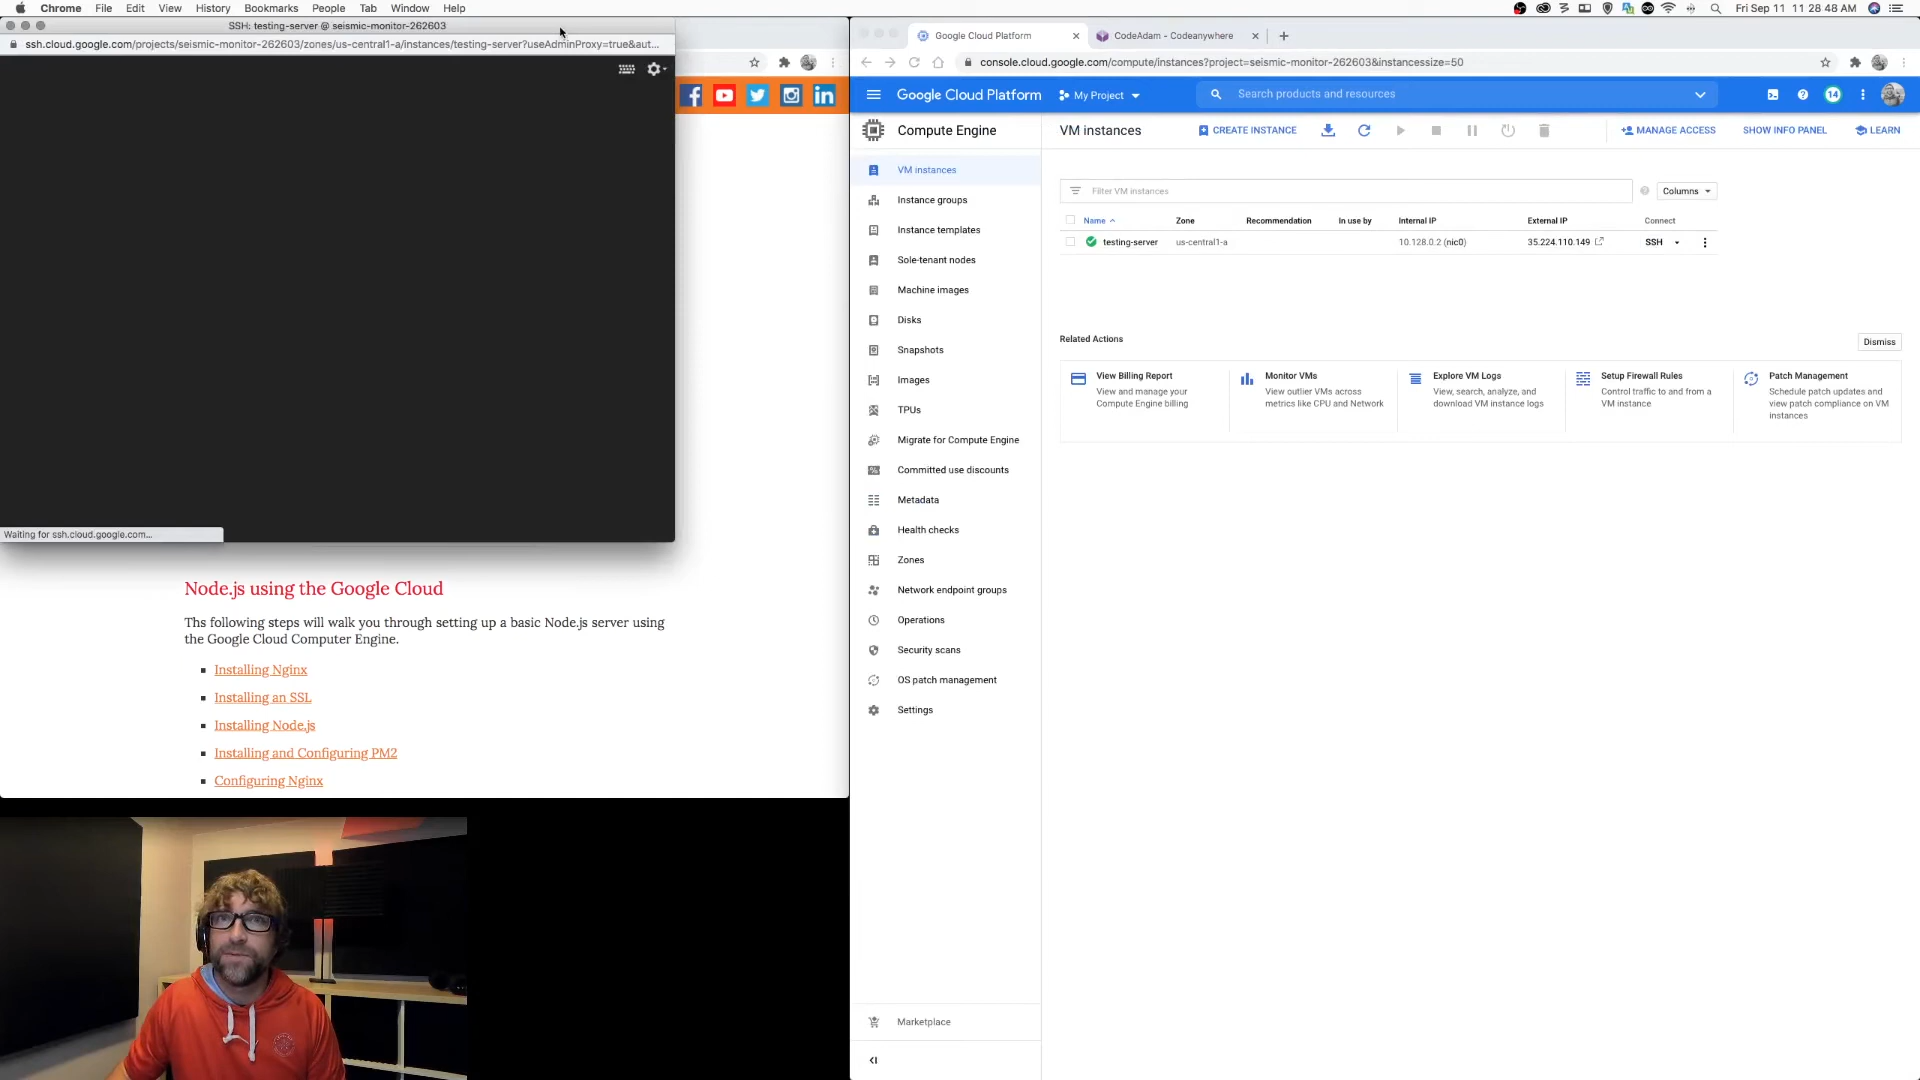 Chrome File Edit View History Bookmarks People Tab Window Help
Fri Sep 11 11 28 48 AM
SSH: testing-server @ seismic-monitor-262603
ssh.cloud.google.com/projects/seismic-monitor-262603/zones/us-central1-a/instances/testing-server?useAdminProxy=true&aut...
Waiting for ssh.cloud.google.com...
Node.js using the Google Cloud
Ths following steps will walk you through setting up a basic Node.js server using
the Google Cloud Computer Engine.
Installing Nginx
Installing an SSL
Installing Node.js
Installing and Configuring PM2
Configuring Nginx
Google Cloud Platform
CodeAdam - Codeanywhere
console.cloud.google.com/compute/instances?project=seismic-monitor-262603&instancessize=50
Google Cloud Platform
My Project
Search products and resources
14
Compute Engine
VM instances
CREATE INSTANCE
MANAGE ACCESS
SHOW INFO PANEL
LEARN
VM instances
Instance groups
Instance templates
Sole-tenant nodes
Machine images
Disks
Snapshots
Images
TPUs
Migrate for Compute Engine
Committed use discounts
Metadata
Health checks
Zones
Network endpoint groups
Operations
Security scans
OS patch management
Settings
Marketplace
Filter VM instances
Columns
Name Zone Recommendation In use by Internal IP External IP Connect
testing-server us-central1-a 10.128.0.2 (nic0) 35.224.110.149 SSH
Related Actions
Dismiss
View Billing Report
View and manage your
Compute Engine billing
Monitor VMs
View outlier VMs across
metrics like CPU and Network
Explore VM Logs
View, search, analyze, and
download VM instance logs
Setup Firewall Rules
Control traffic to and from a
VM instance
Patch Management
Schedule patch updates and
view patch compliance on VM
instances